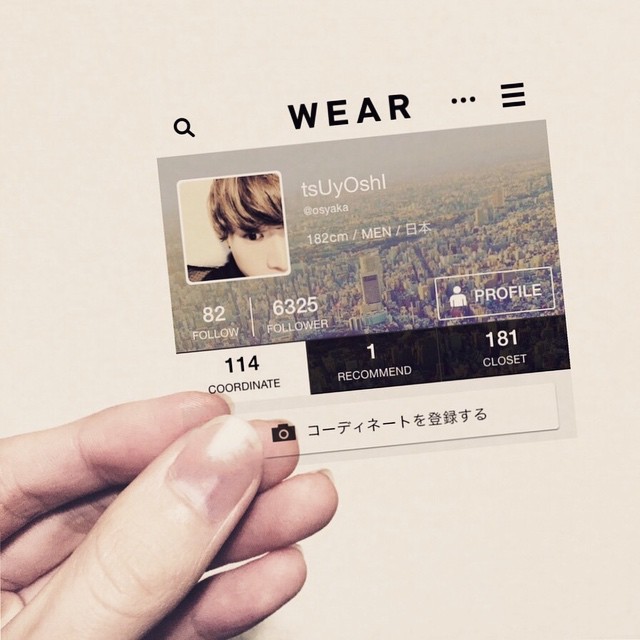 WEAR
tsUyOshI
@osyaka
182cm / MEN / 日本
82
FOLLOW
6325
FOLLOWER
PROFILE
114
COORDINATE
1
RECOMMEND
181
CLOSET
コーディネートを登録する